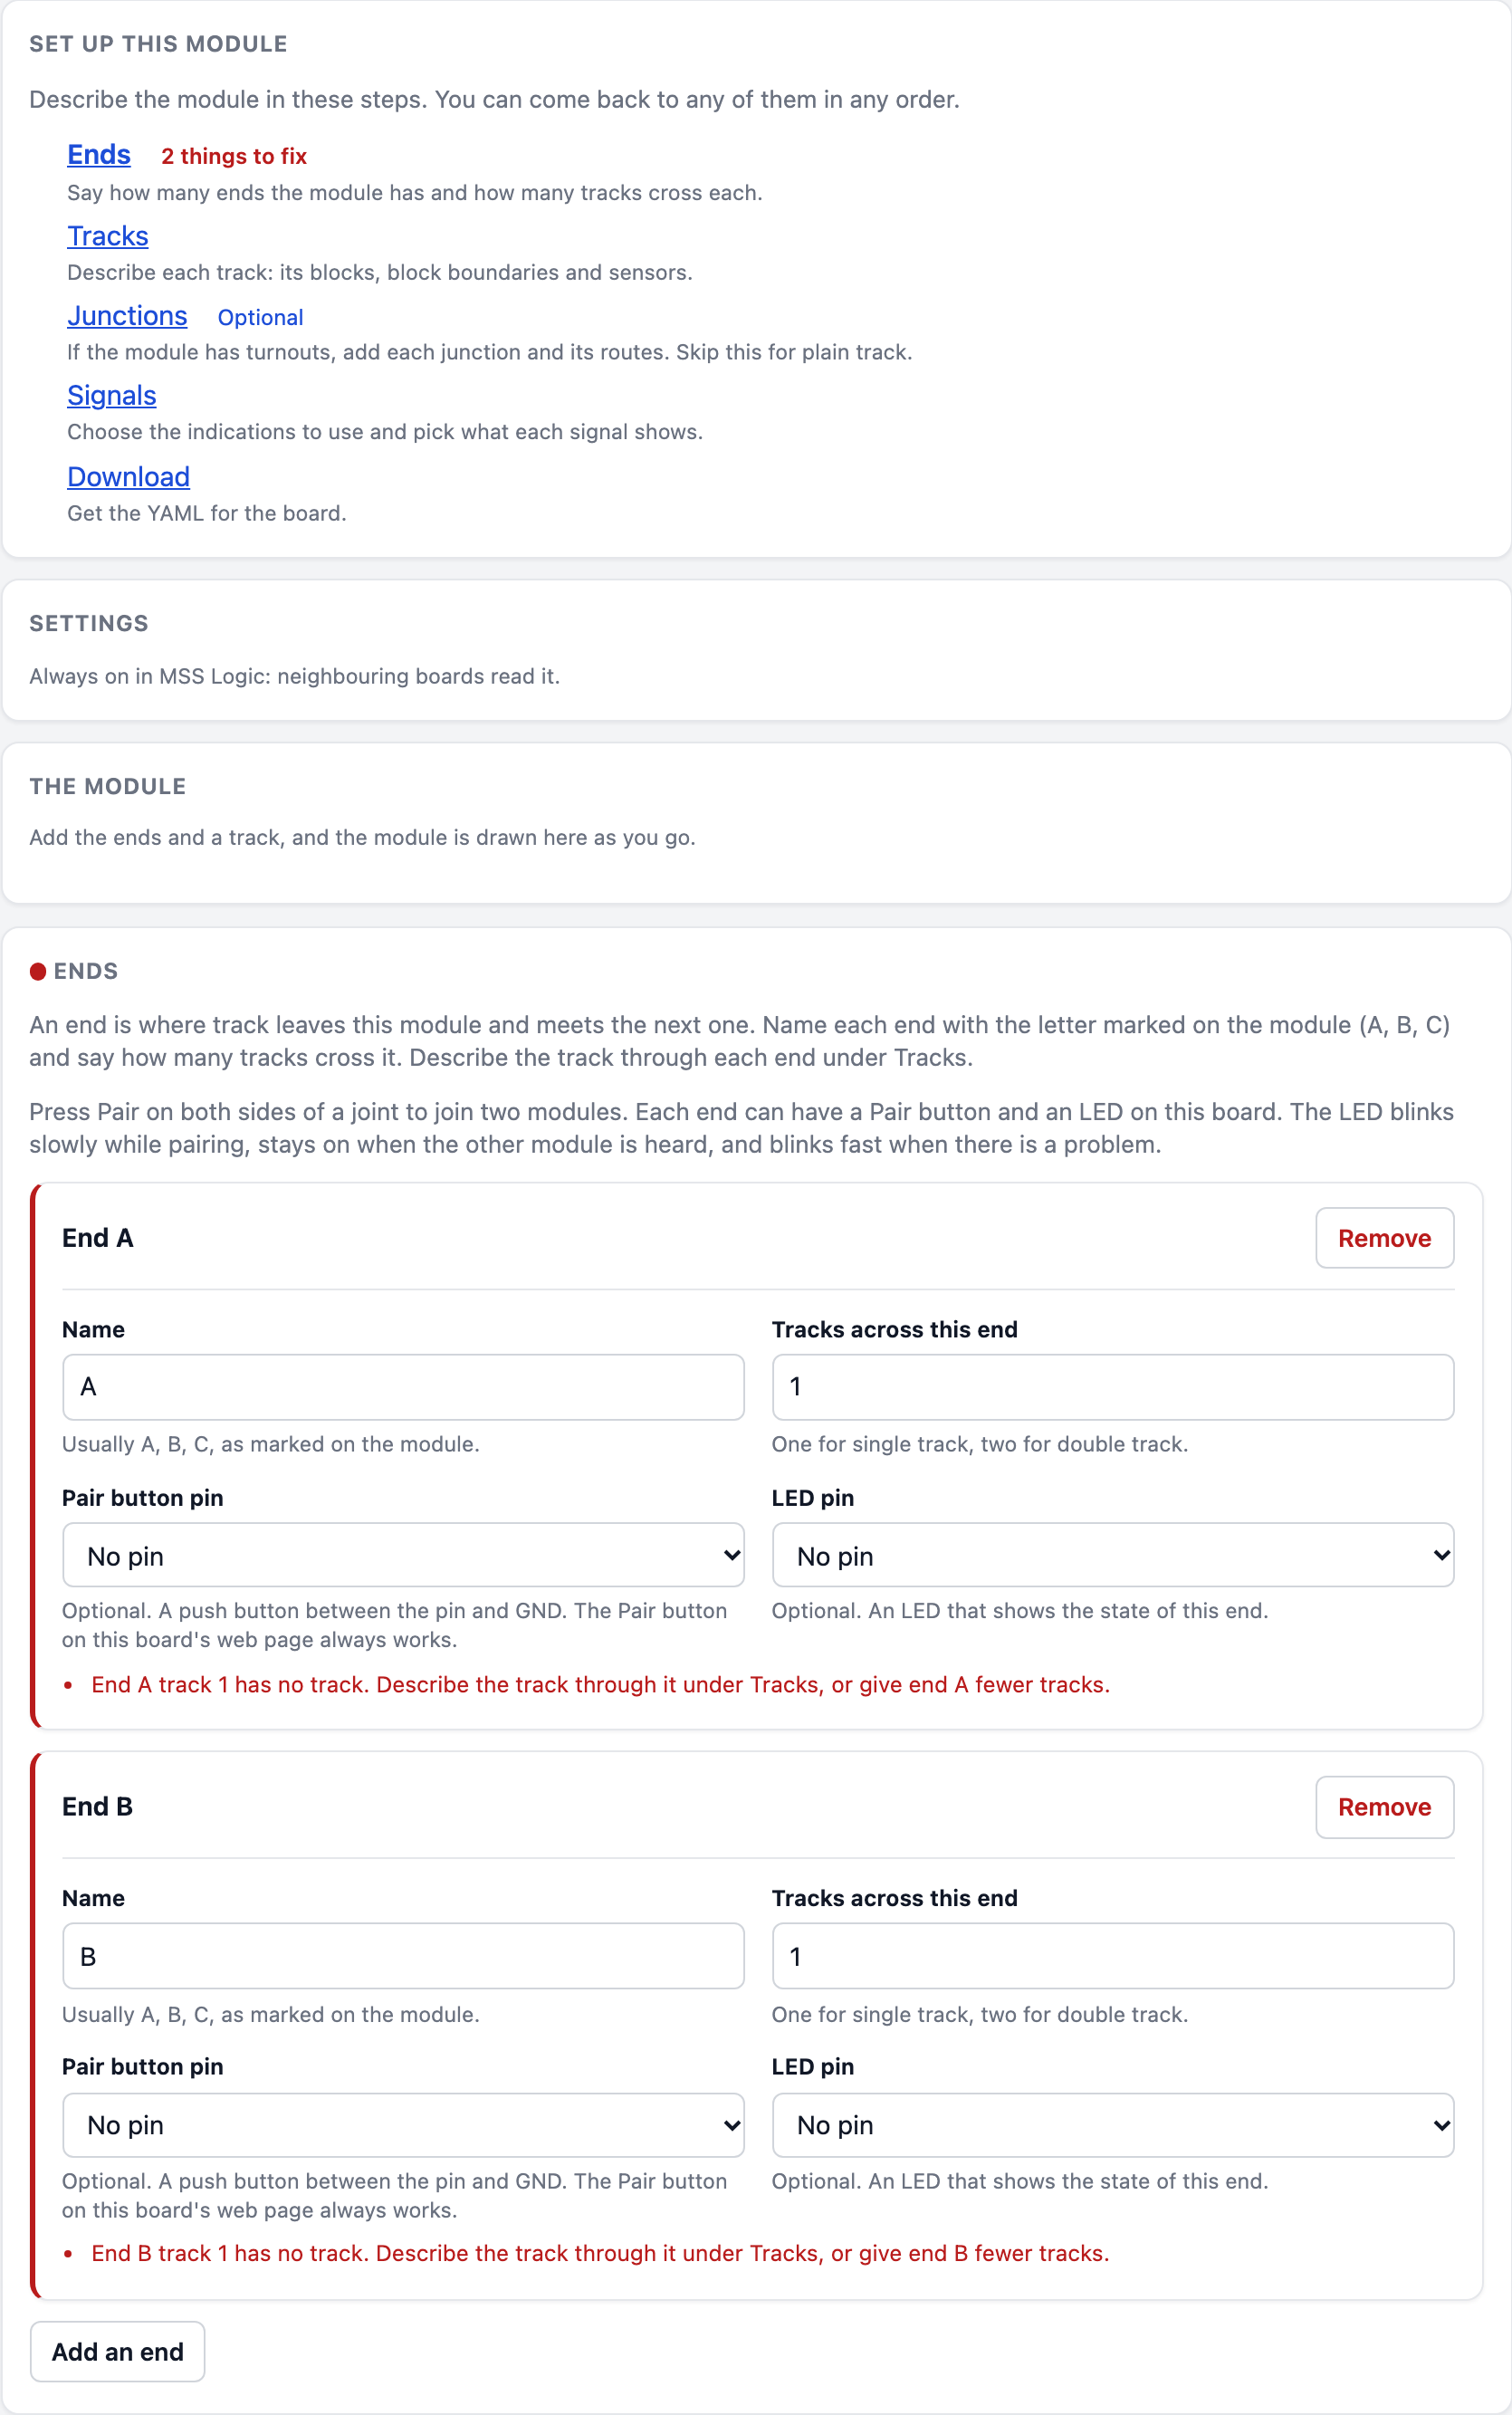 SET UP THIS MODULE
Describe the module in these steps. You can come back to any of them in any order.
Ends 2 things to fix
Say how many ends the module has and how many tracks cross each.
Tracks
Describe each track: its blocks, block boundaries and sensors.
Junctions Optional
If the module has turnouts, add each junction and its routes. Skip this for plain track.
Signals
Choose the indications to use and pick what each signal shows.
Download
Get the YAML for the board.
SETTINGS
Always on in MSS Logic: neighbouring boards read it.
THE MODULE
Add the ends and a track, and the module is drawn here as you go.
ENDS
An end is where track leaves this module and meets the next one. Name each end with the letter marked on the module (A, B, C)
and say how many tracks cross it. Describe the track through each end under Tracks.
Press Pair on both sides of a joint to join two modules. Each end can have a Pair button and an LED on this board. The LED blinks
slowly while pairing, stays on when the other module is heard, and blinks fast when there is a problem.
End A Remove
Name Tracks across this end
A 1
Usually A, B, C, as marked on the module. One for single track, two for double track.
Pair button pin LED pin
No pin No pin
Optional. A push button between the pin and GND. The Pair button Optional. An LED that shows the state of this end.
on this board's web page always works.
• End A track 1 has no track. Describe the track through it under Tracks, or give end A fewer tracks.
End B Remove
Name Tracks across this end
B 1
Usually A, B, C, as marked on the module. One for single track, two for double track.
Pair button pin LED pin
No pin No pin
Optional. A push button between the pin and GND. The Pair button Optional. An LED that shows the state of this end.
on this board's web page always works.
• End B track 1 has no track. Describe the track through it under Tracks, or give end B fewer tracks.
Add an end